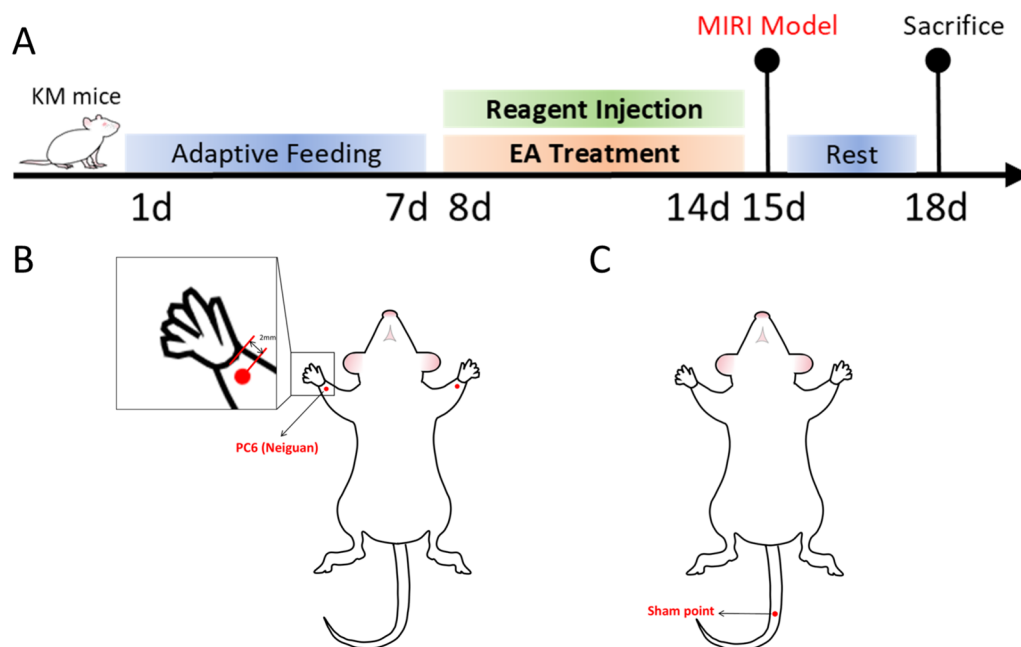 A
MIRI Model
Sacrifice
KM mice
Reagent Injection
Adaptive Feeding
EA Treatment
Rest
1d
7d
8d
14d
15d
18d
B
C
2mm
PC6 (Neiguan)
Sham point